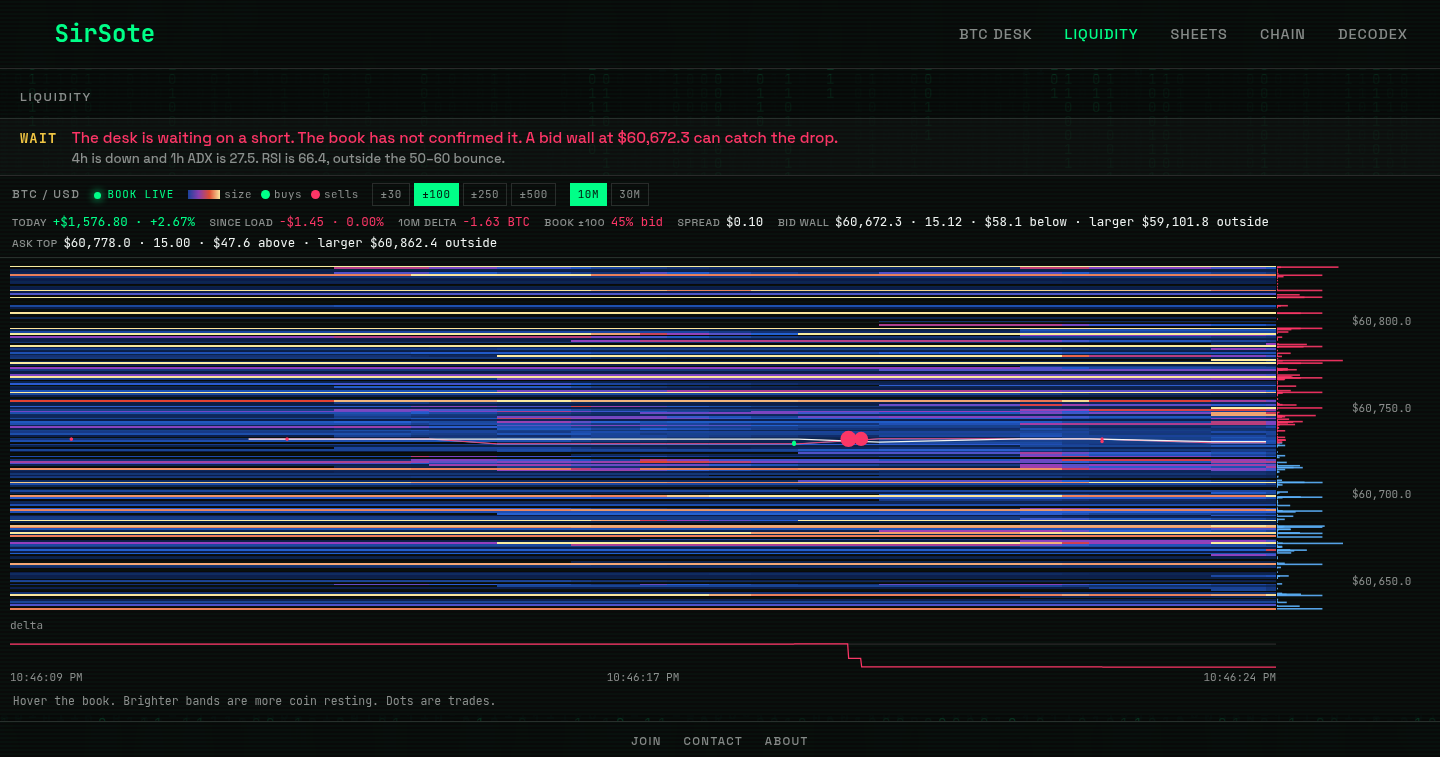 SirSote
BTC DESK LIQUIDITY SHEETS CHAIN DECODEX
LIQUIDITY
WAIT The desk is waiting on a short. The book has not confirmed it. A bid wall at $60,672.3 can catch the drop.
4h is down and 1h ADX is 27.5. RSI is 66.4, outside the 50–60 bounce.
BTC / USD BOOK LIVE size buys sells ±30 ±100 ±250 ±500 10M 30M
TODAY +$1,576.80 · +2.67% SINCE LOAD -$1.45 · 0.00% 10M DELTA -1.63 BTC BOOK ±100 45% bid SPREAD $0.10 BID WALL $60,672.3 · 15.12 · $58.1 below · larger $59,101.8 outside
ASK TOP $60,778.0 · 15.00 · $47.6 above · larger $60,862.4 outside
$60,800.0
$60,750.0
$60,700.0
$60,650.0
delta
10:46:09 PM 10:46:17 PM 10:46:24 PM
Hover the book. Brighter bands are more coin resting. Dots are trades.
JOIN CONTACT ABOUT